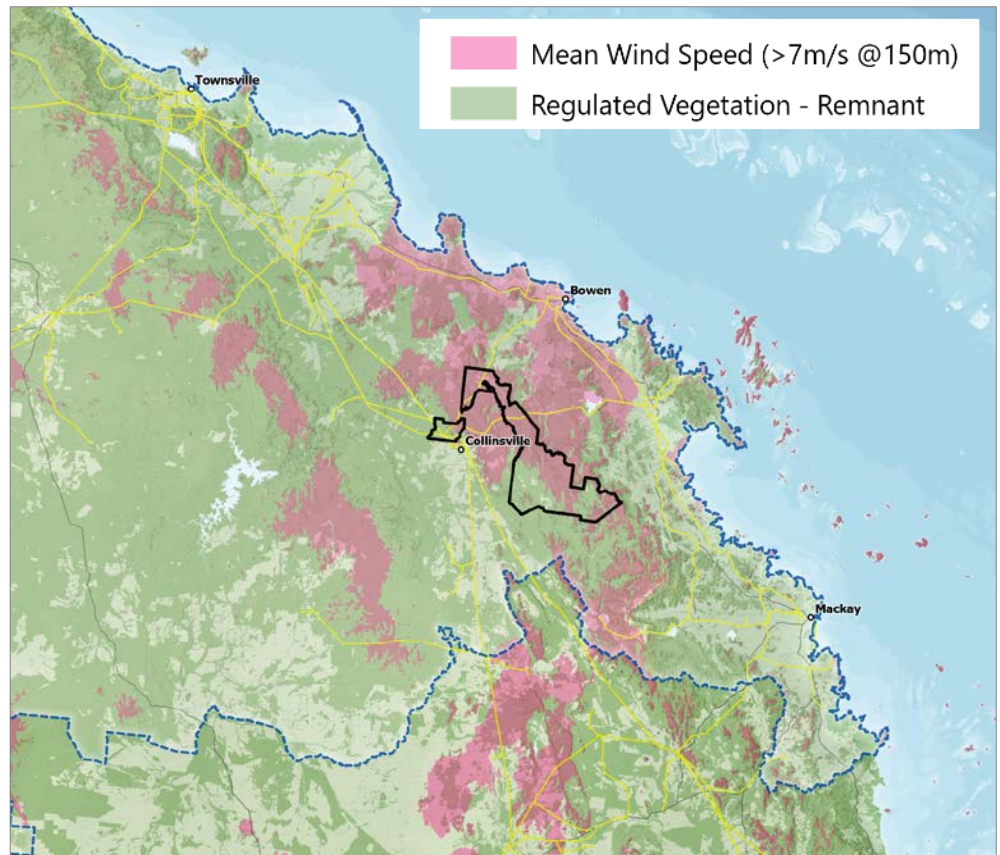 Mean Wind Speed (>7m/s @150m)
Regulated Vegetation - Remnant
Townsville
Bowen
Collinsville
Mackay